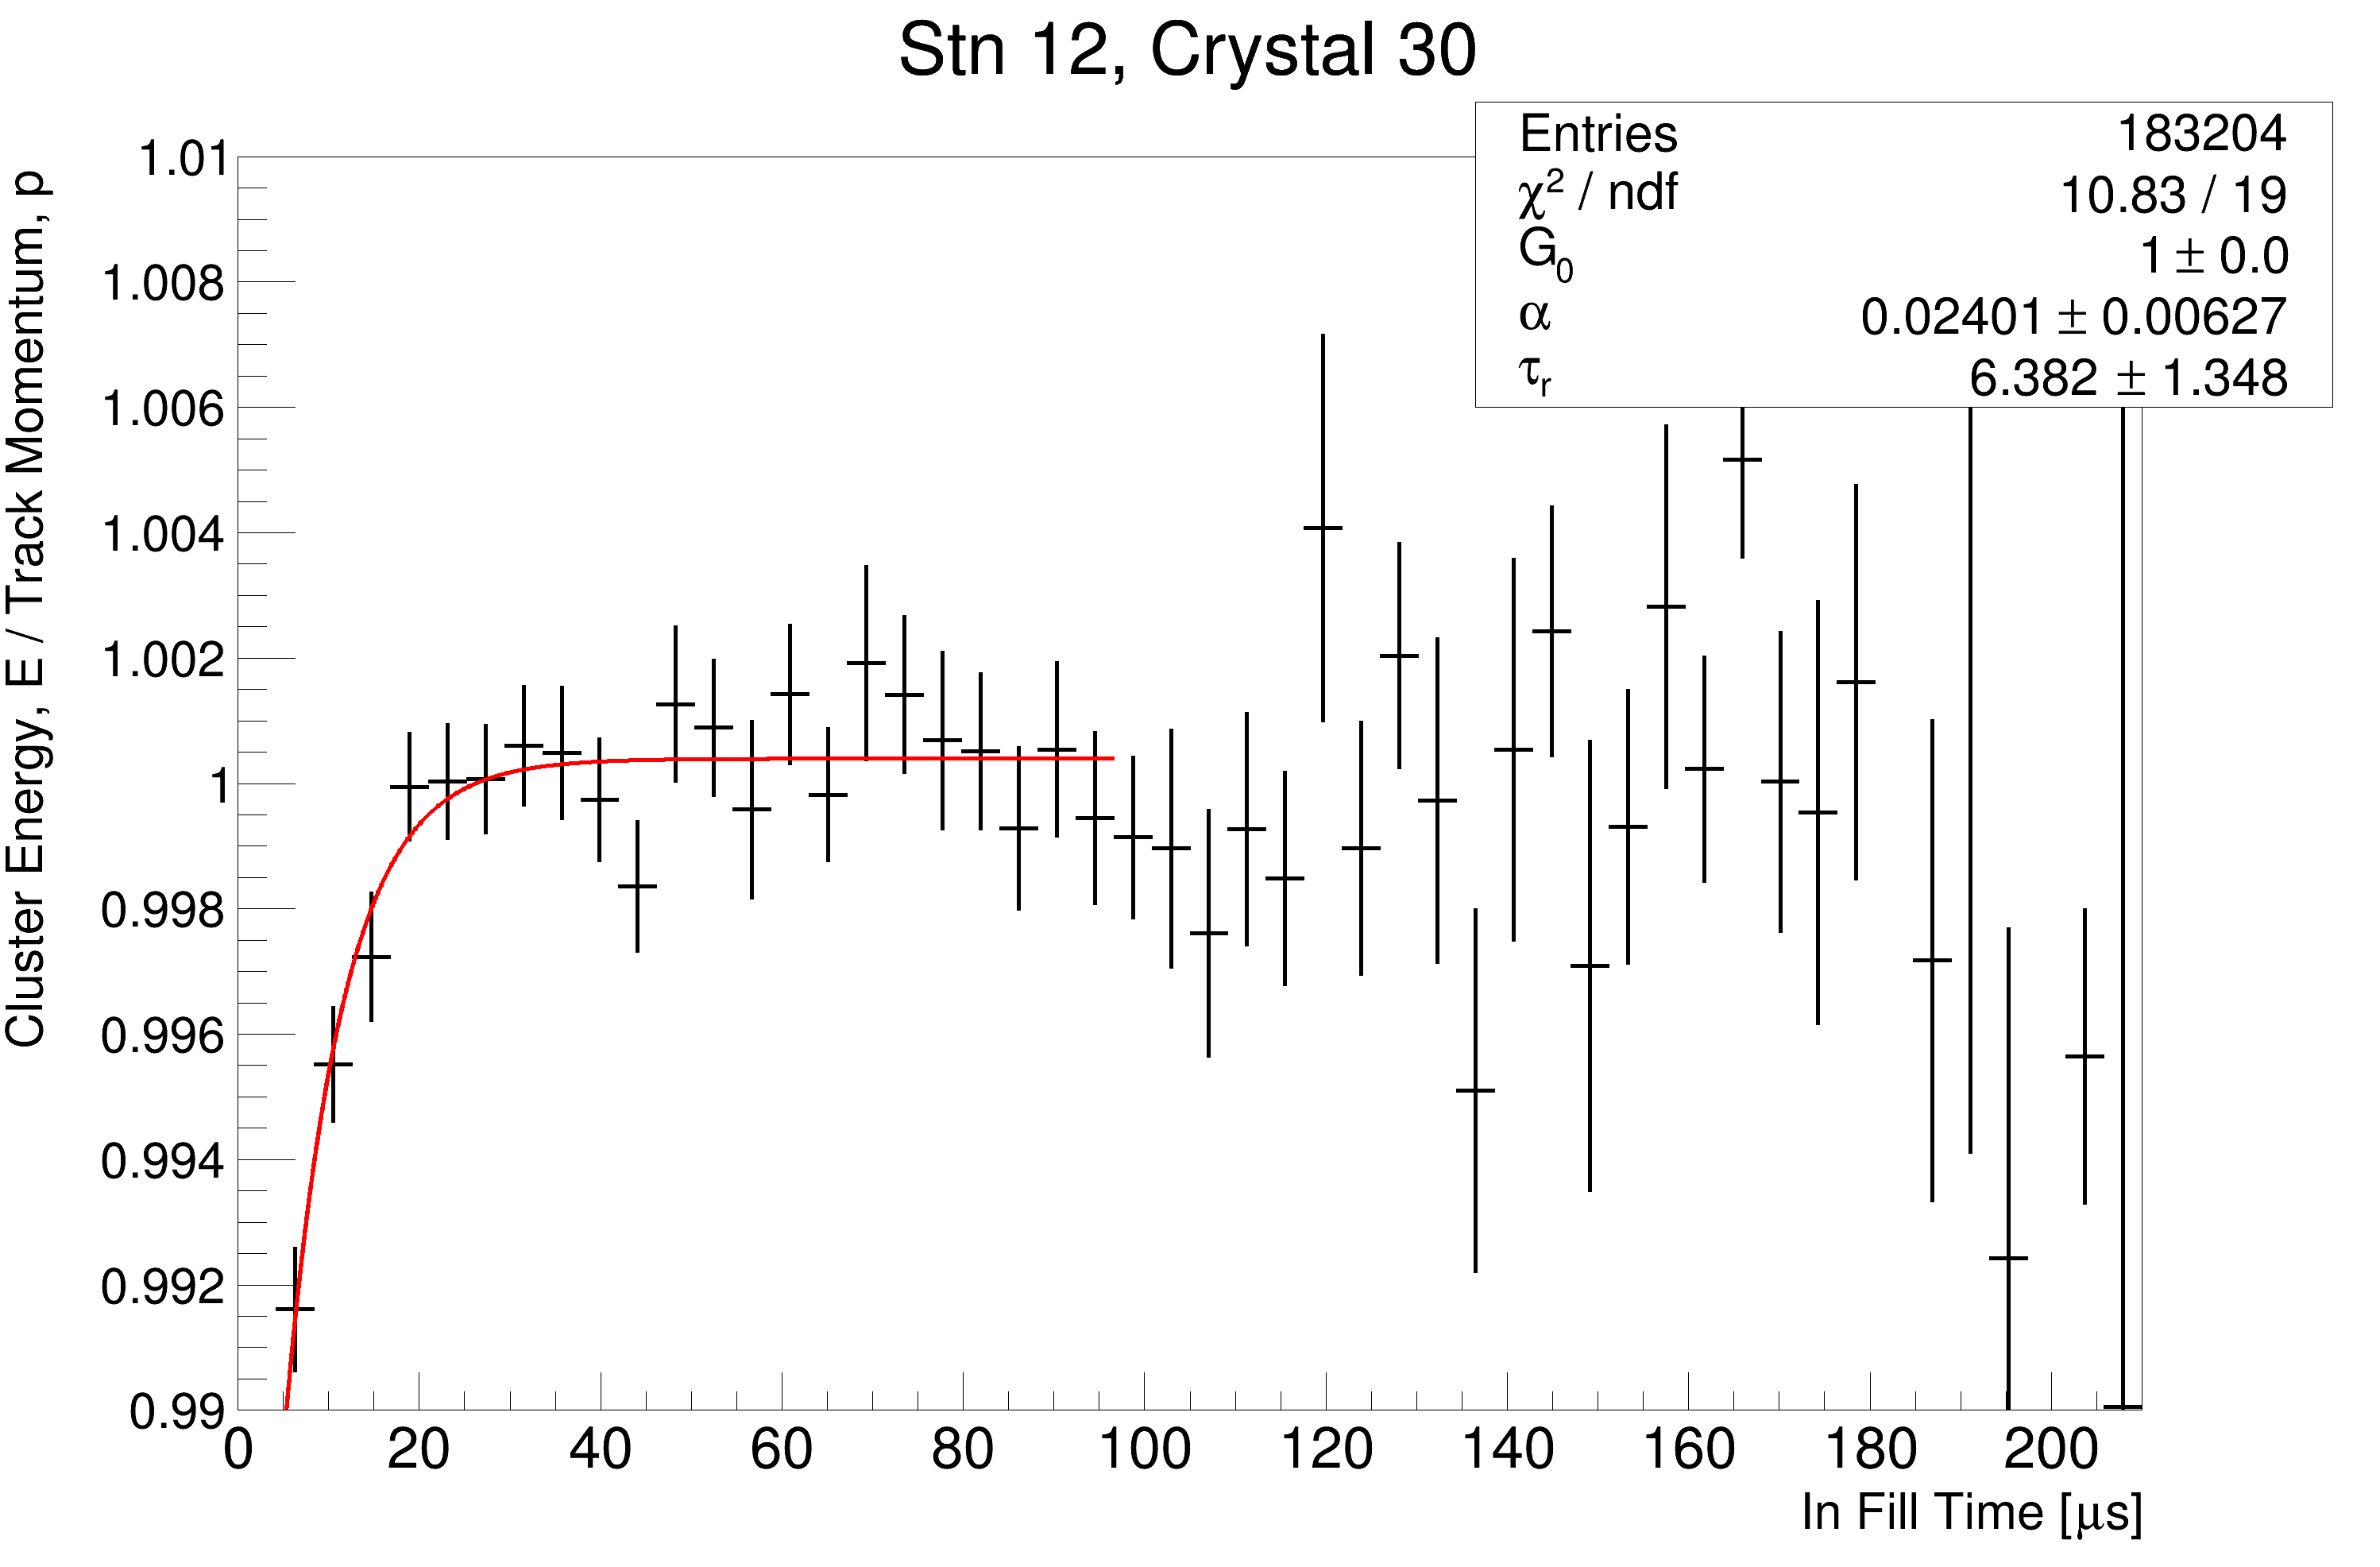 Stn 12, Crystal 30
Entries 183204
χ² / ndf 10.83 / 19
G₀ 1 ± 0.0
α 0.02401 ± 0.00627
τᵣ 6.382 ± 1.348
Cluster Energy, E / Track Momentum, p
1.01
1.008
1.006
1.004
1.002
1
0.998
0.996
0.994
0.992
0.99
0 20 40 60 80 100 120 140 160 180 200
In Fill Time [μs]